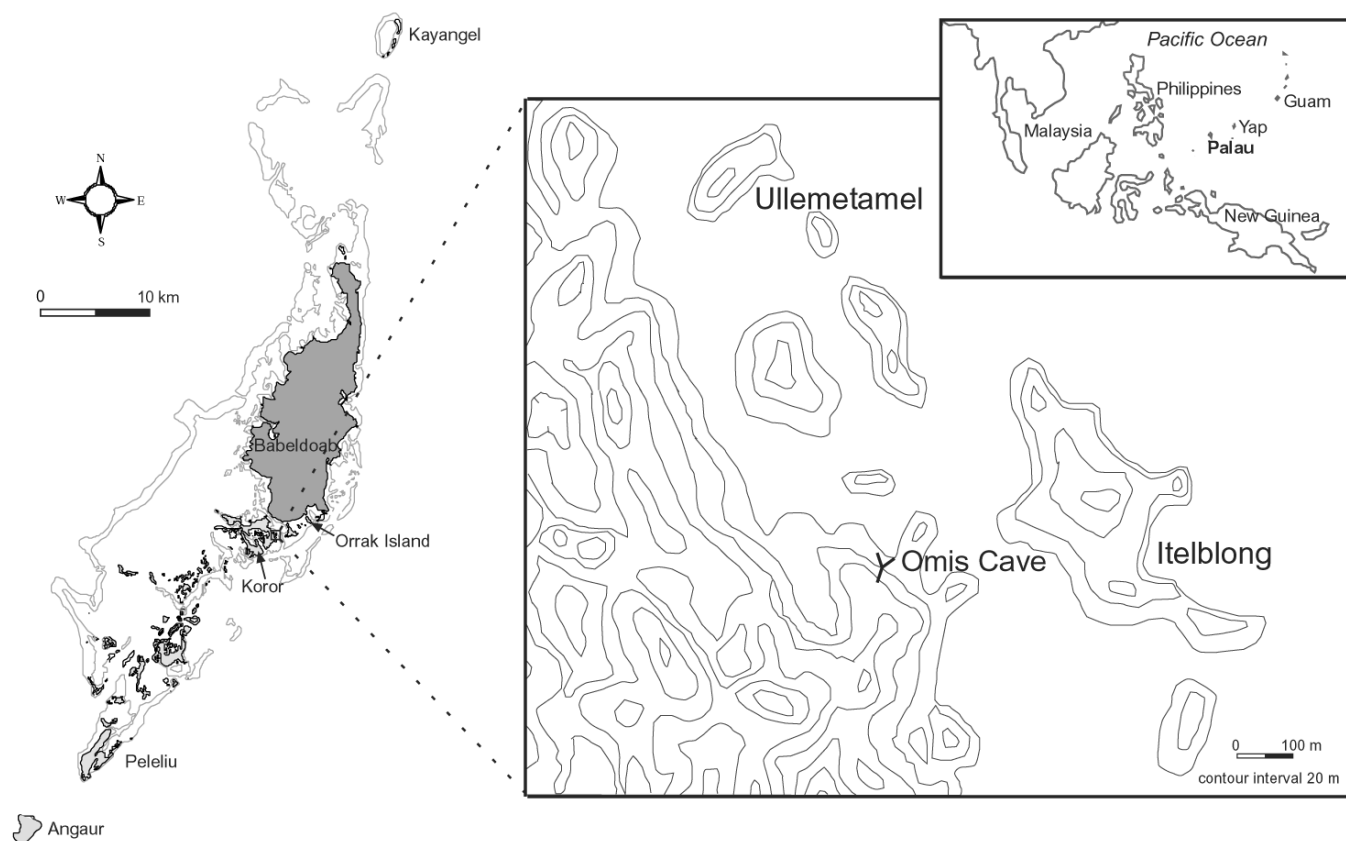 Kayangel
N
W
E
S
0
10 km
Babeldoab
Orrak Island
Koror
Peleliu
Angaur
Ullemetamel
Omis Cave
Itelblong
0
100 m
contour interval 20 m
Pacific Ocean
Philippines
Guam
Malaysia
Yap
Palau
New Guinea